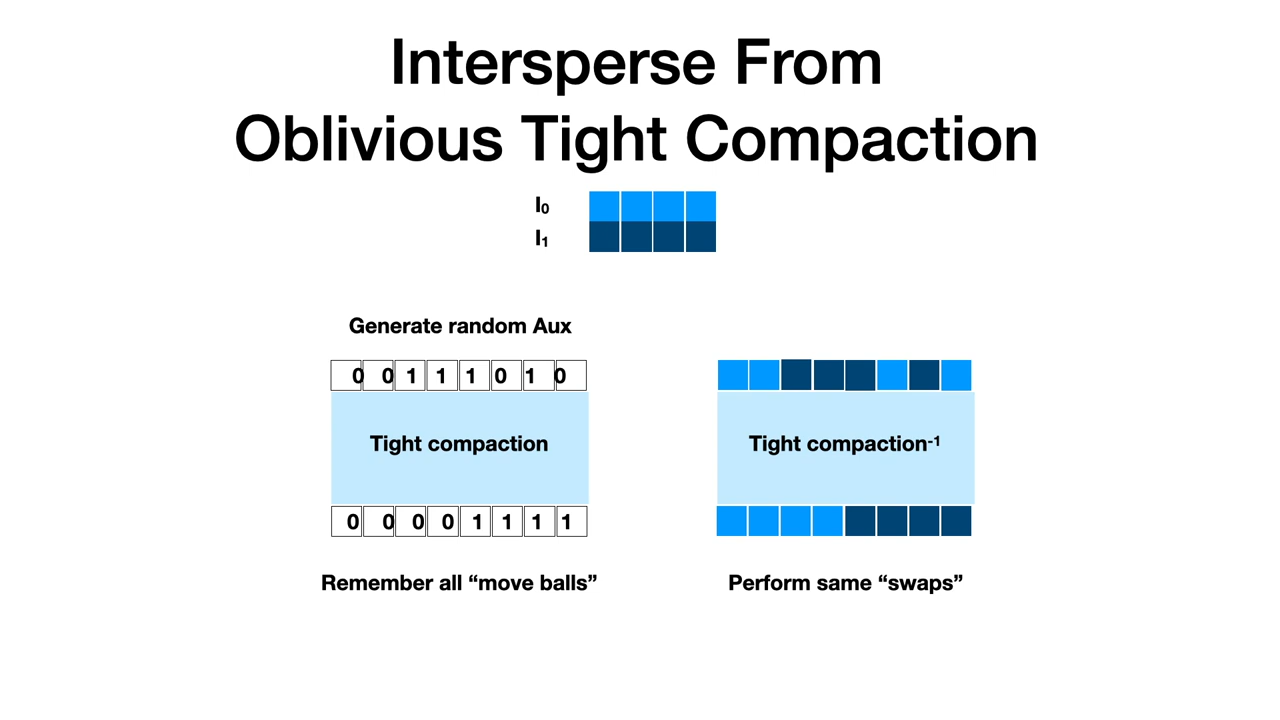 Intersperse From
Oblivious Tight Compaction
I₀
I₁
Generate random Aux
0 0 1 1 1 0 1 0
Tight compaction
Tight compaction⁻¹
0 0 0 0 1 1 1 1
Remember all “move balls”
Perform same “swaps”